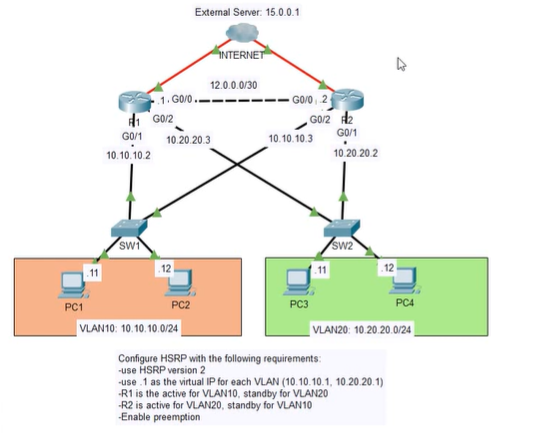 External Server: 15.0.0.1
INTERNET
12.0.0.0/30
.1 G0/0
G0/0 .2
R1
G0/2
G0/2
R2
G0/1
G0/1
10.20.20.3
10.10.10.3
10.10.10.2
10.20.20.2
SW1
SW2
.11
.12
.11
.12
PC1
PC2
PC3
PC4
VLAN10: 10.10.10.0/24
VLAN20: 10.20.20.0/24
Configure HSRP with the following requirements:
-use HSRP version 2
-use .1 as the virtual IP for each VLAN (10.10.10.1, 10.20.20.1)
-R1 is the active for VLAN10, standby for VLAN20
-R2 is active for VLAN20, standby for VLAN10
-Enable preemption